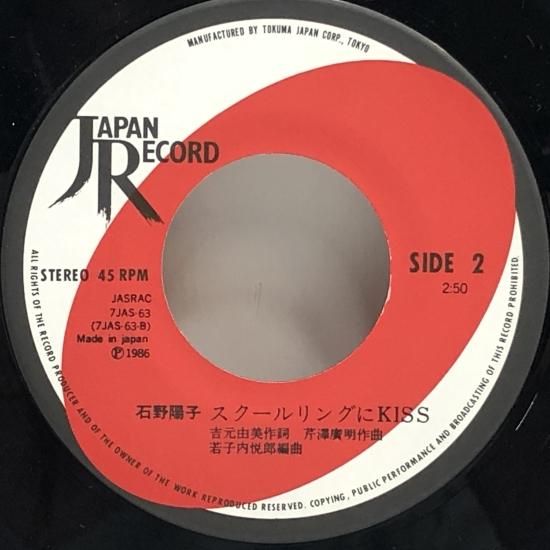 MANUFACTURED BY TOKUMA JAPAN CORP., TOKYO
JAPAN
RECORD
STEREO 45 RPM
SIDE 2
2:50
JASRAC
7JAS-63
(7JAS-63-B)
Made in japan
Ⓟ1986
石野陽子 スクールリングにKISS
吉元由美作詞 芹澤廣明作曲
若子内悦郎編曲
ALL RIGHTS OF THE RECORD PRODUCER AND OF THE OWNER OF THE WORK REPRODUCED RESERVED. COPYING, PUBLIC PERFORMANCE AND BROADCASTING OF THIS RECORD PROHIBITED.